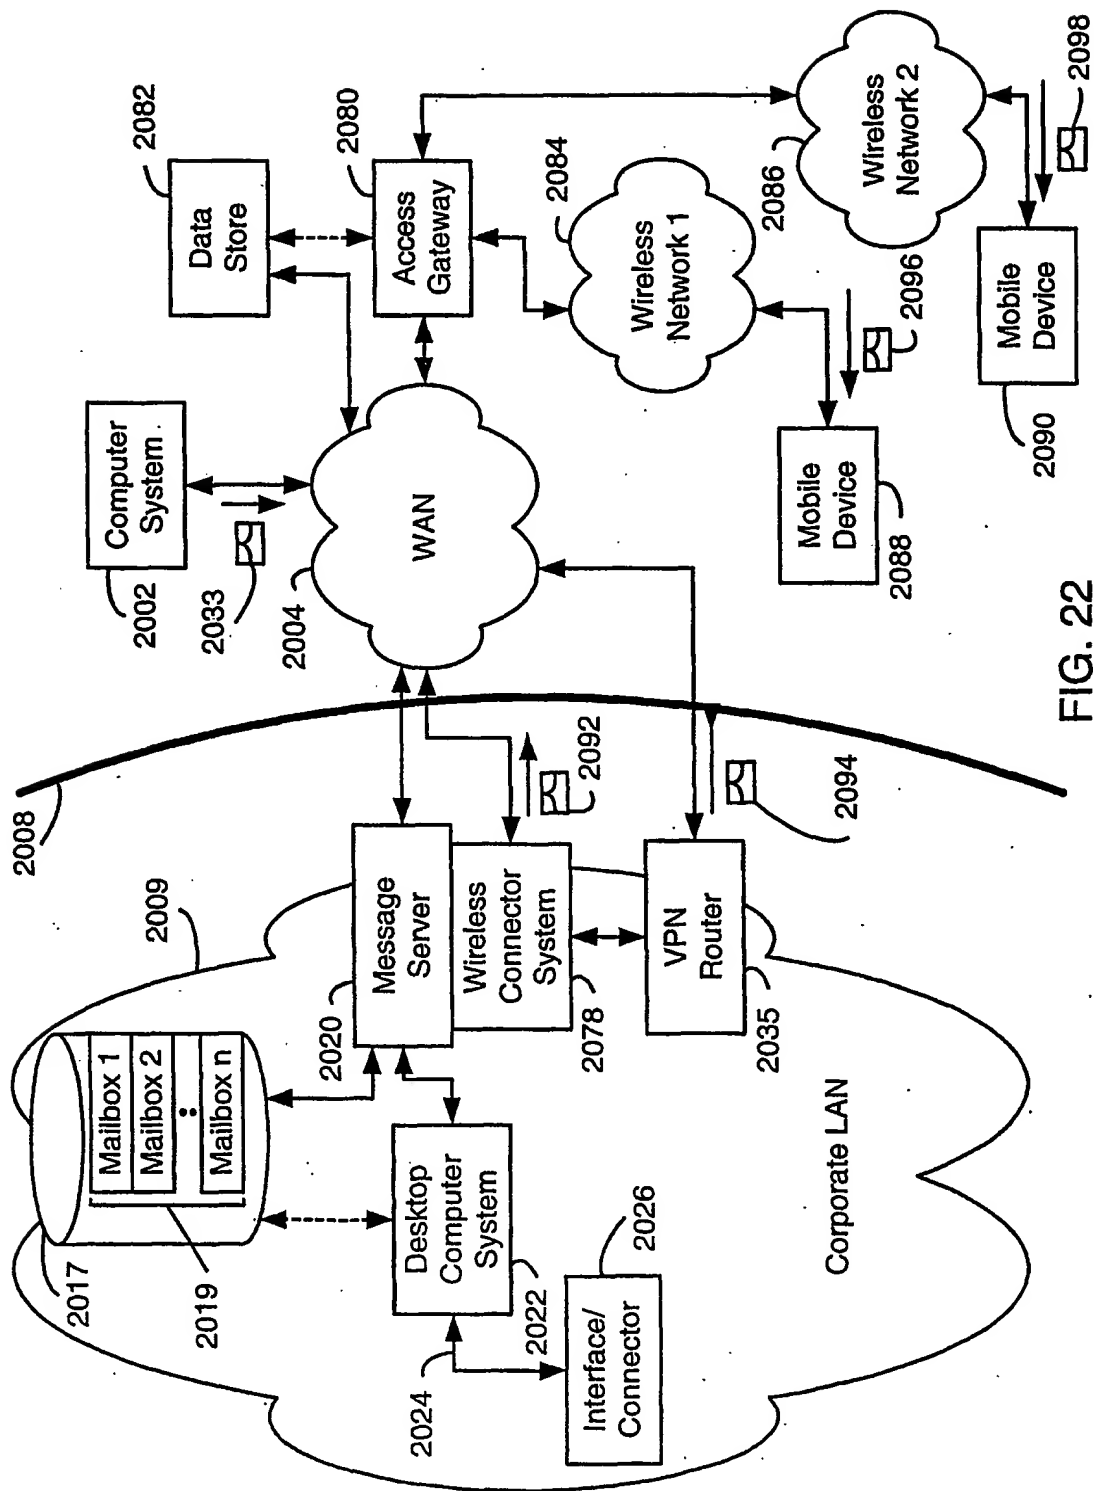 2008
2009
2017
Mailbox 1
Mailbox 2
:
Mailbox n
2019
2020
Message
Server
Desktop
Computer
System
2022
2024
Interface/
Connector
2026
Wireless
Connector
System
2078
VPN
Router
2035
Corporate LAN
2092
2094
Computer
System
2002
2033
2004
WAN
Data
Store
2082
Access
Gateway
2080
Wireless
Network 1
2084
Wireless
Network 2
2086
Mobile
Device
2088
2096
Mobile
Device
2090
2098
FIG. 22